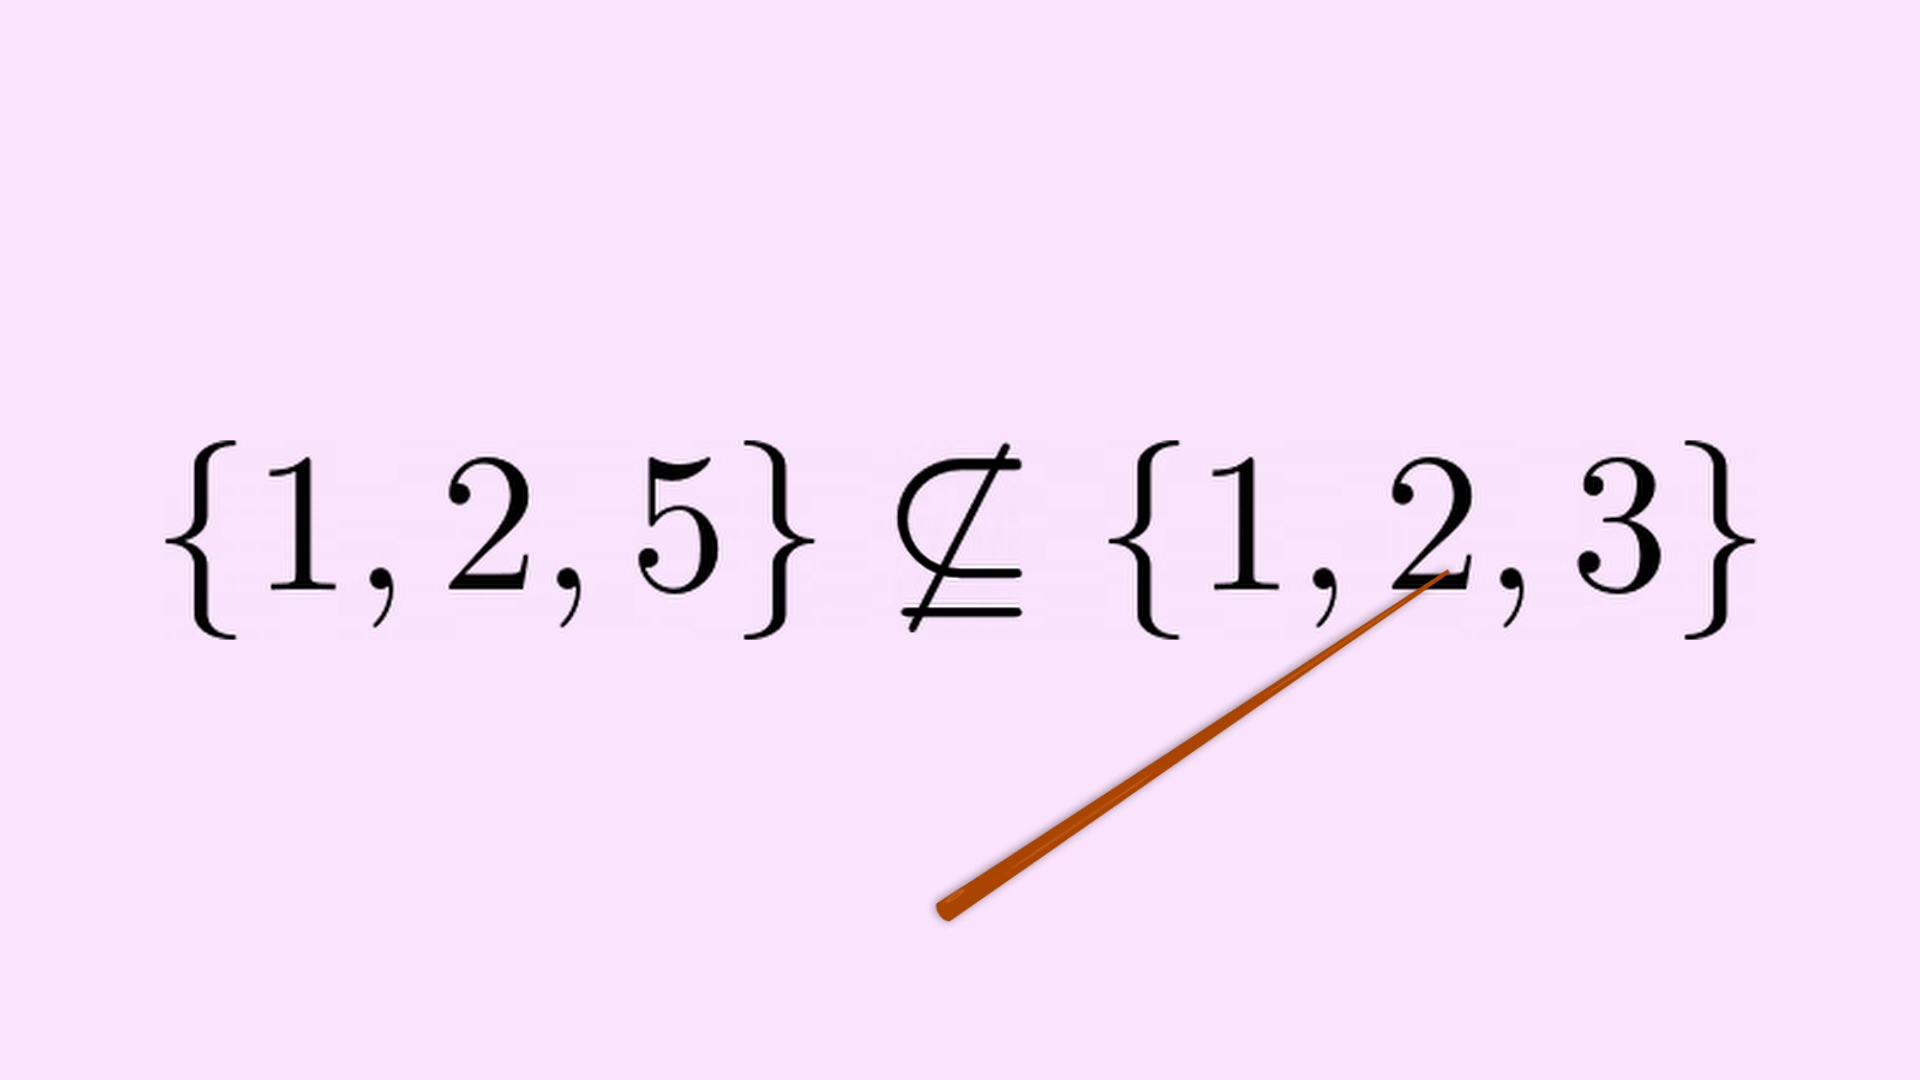 {1, 2, 5} ⊈ {1, 2, 3}